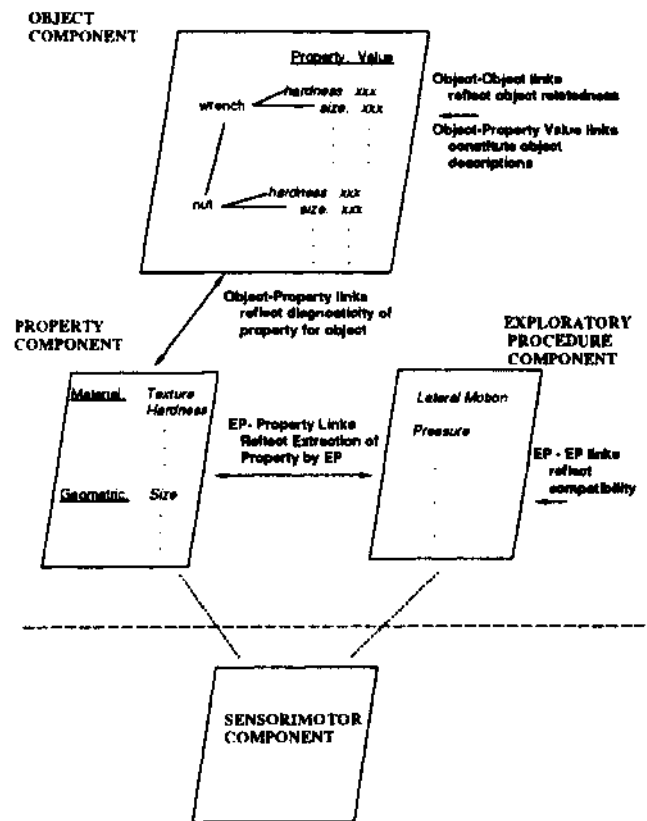 OBJECT
COMPONENT
Property. Value
hardness xxx
wrench
size. xxx
hardness xxx
nut
size. xxx
Object-Object links
reflect object relatedness
Object-Property Value links
constitute object
descriptions
Object-Property links
reflect diagnosticity of
property for object
PROPERTY
COMPONENT
EXPLORATORY
PROCEDURE
COMPONENT
Material. Texture
Hardness
Geometric. Size
EP- Property Links
Reflect Extraction of
Property by EP
Lateral Motion
Pressure
EP - EP links
reflect
compatibility
SENSORIMOTOR
COMPONENT